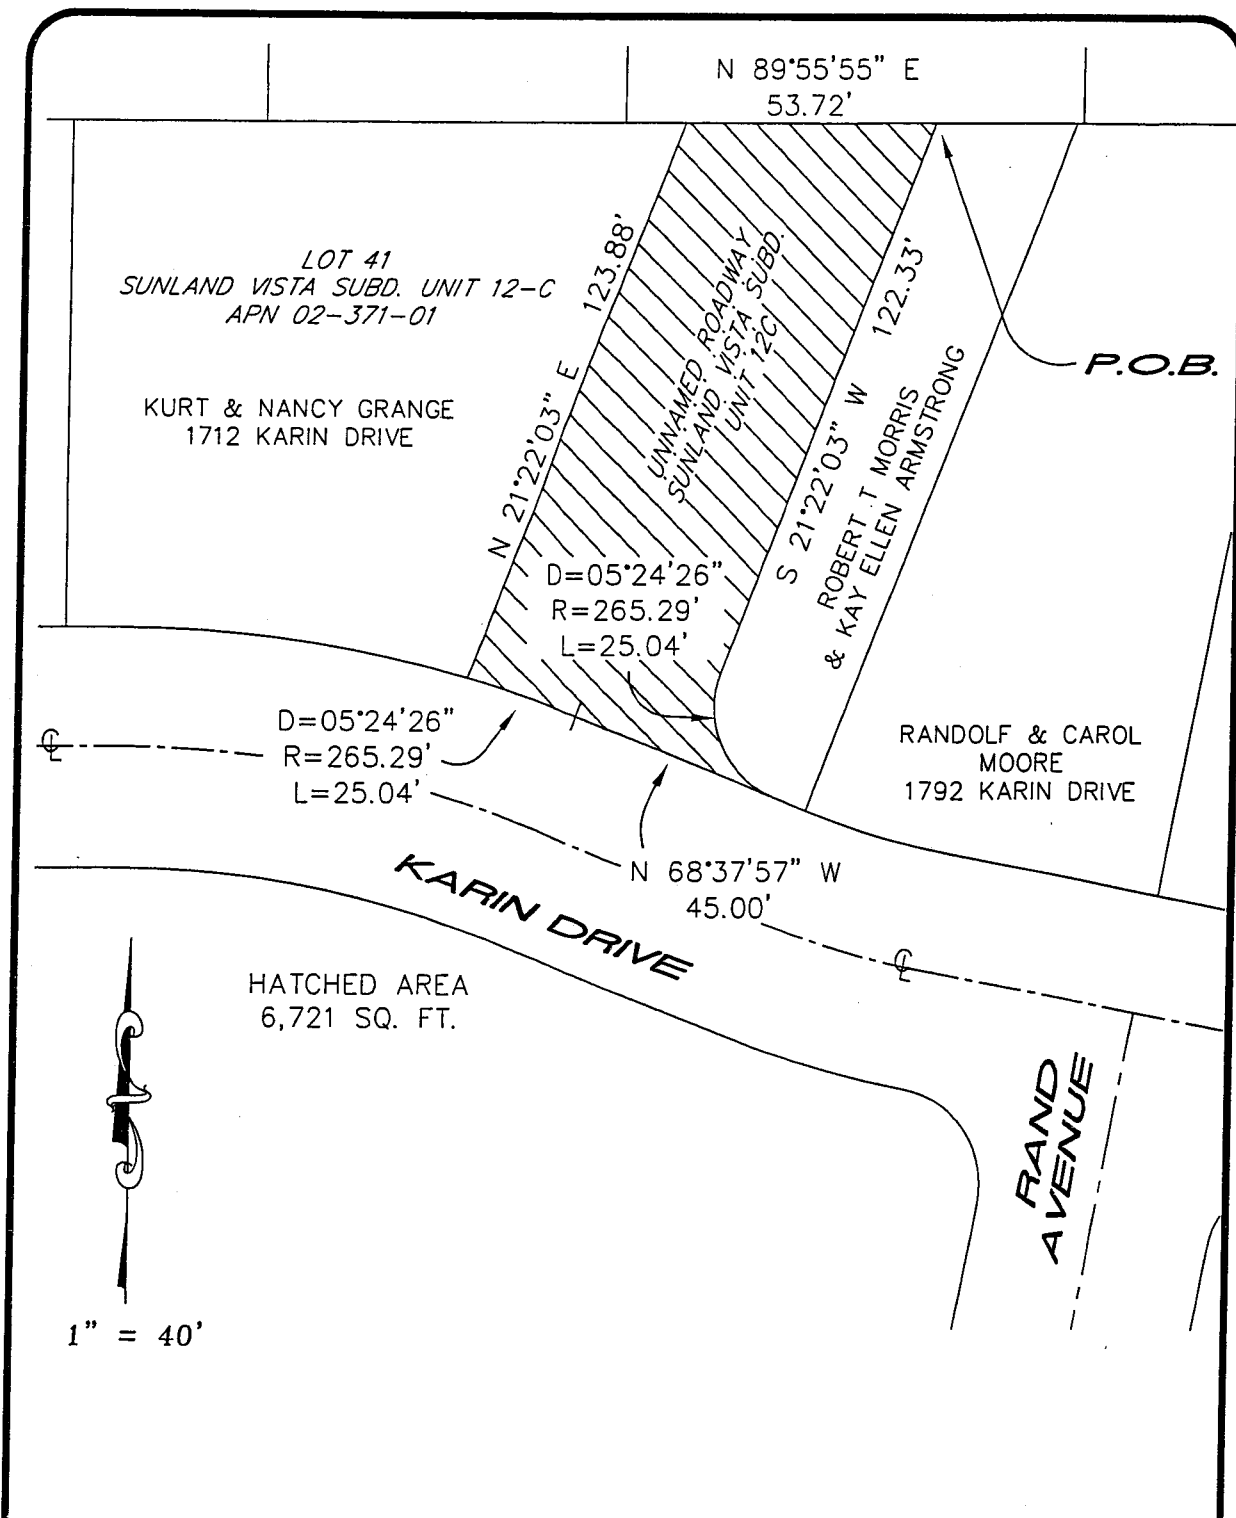 N 89°55'55" E
53.72'
LOT 41
SUNLAND VISTA SUBD. UNIT 12-C
APN 02-371-01
KURT & NANCY GRANGE
1712 KARIN DRIVE
N 21°22'03" E 123.88'
UNNAMED ROADWAY
SUNLAND VISTA SUBD.
UNIT 12C
S 21°22'03" W 122.33'
P.O.B.
ROBERT T MORRIS
& KAY ELLEN ARMSTRONG
D=05°24'26"
R=265.29'
L=25.04'
D=05°24'26"
R=265.29'
L=25.04'
RANDOLF & CAROL
MOORE
1792 KARIN DRIVE
N 68°37'57" W
45.00'
KARIN DRIVE
HATCHED AREA
6,721 SQ. FT.
RAND
AVENUE
1" = 40'